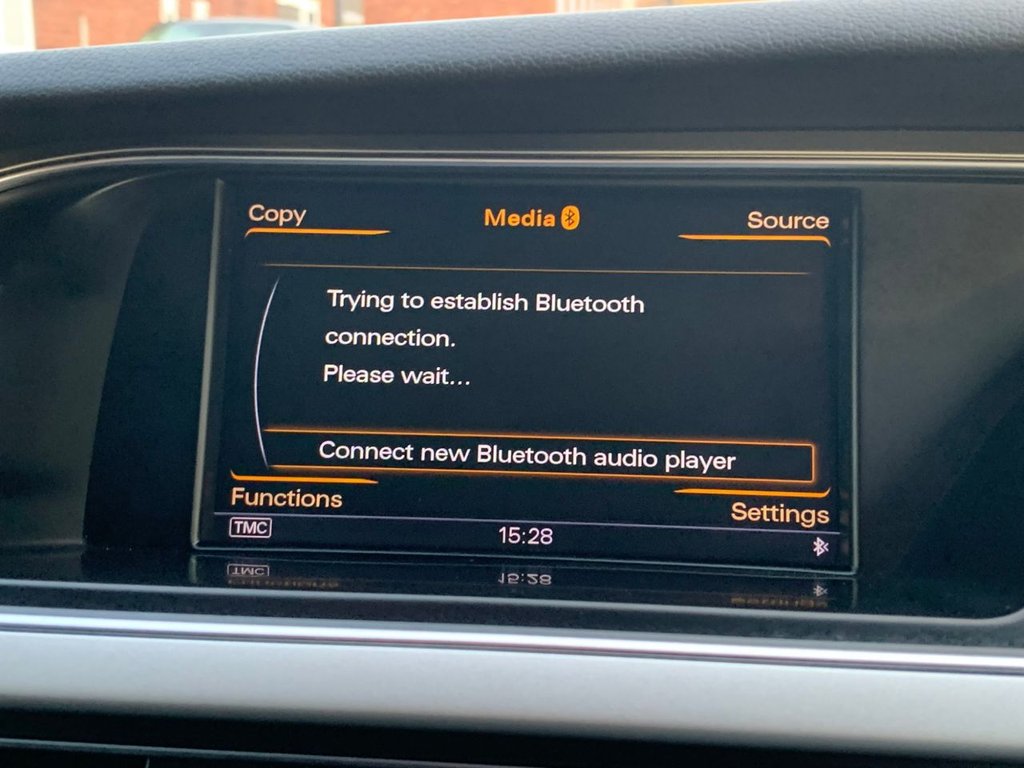 Copy
Media
Source
Trying to establish Bluetooth
connection.
Please wait...
Connect new Bluetooth audio player
Functions
Settings
TMC
15:28